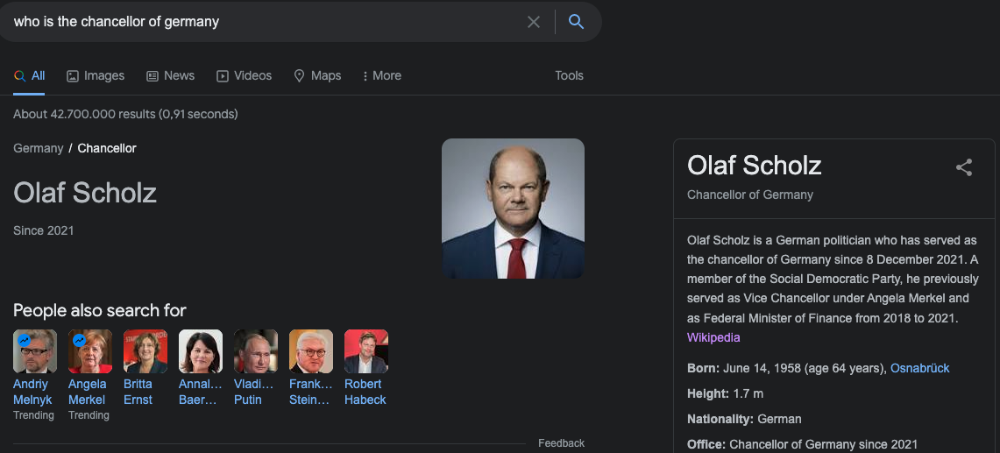 who is the chancellor of germany
All Images News Videos Maps More Tools
About 42.700.000 results (0,91 seconds)
Germany / Chancellor
Olaf Scholz
Since 2021
People also search for
Andriy Melnyk
Trending
Angela Merkel
Trending
Britta Ernst
Annal... Baer...
Vladi... Putin
Frank... Stein...
Robert Habeck
Feedback
Olaf Scholz
Chancellor of Germany
Olaf Scholz is a German politician who has served as
the chancellor of Germany since 8 December 2021. A
member of the Social Democratic Party, he previously
served as Vice Chancellor under Angela Merkel and
as Federal Minister of Finance from 2018 to 2021.
Wikipedia
Born: June 14, 1958 (age 64 years), Osnabrück
Height: 1.7 m
Nationality: German
Office: Chancellor of Germany since 2021